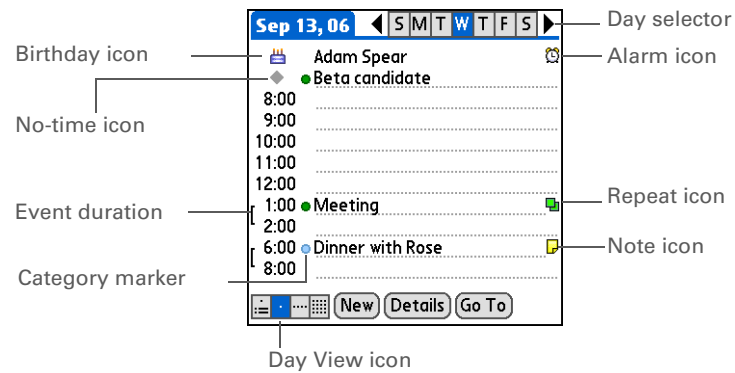 Sep 13, 06 S M T W T F S Day selector
Birthday icon Adam Spear Alarm icon
Beta candidate
8:00
No-time icon 9:00
10:00
11:00
12:00
Event duration 1:00 Meeting Repeat icon
2:00
6:00 Dinner with Rose Note icon
Category marker 8:00
New Details Go To
Day View icon